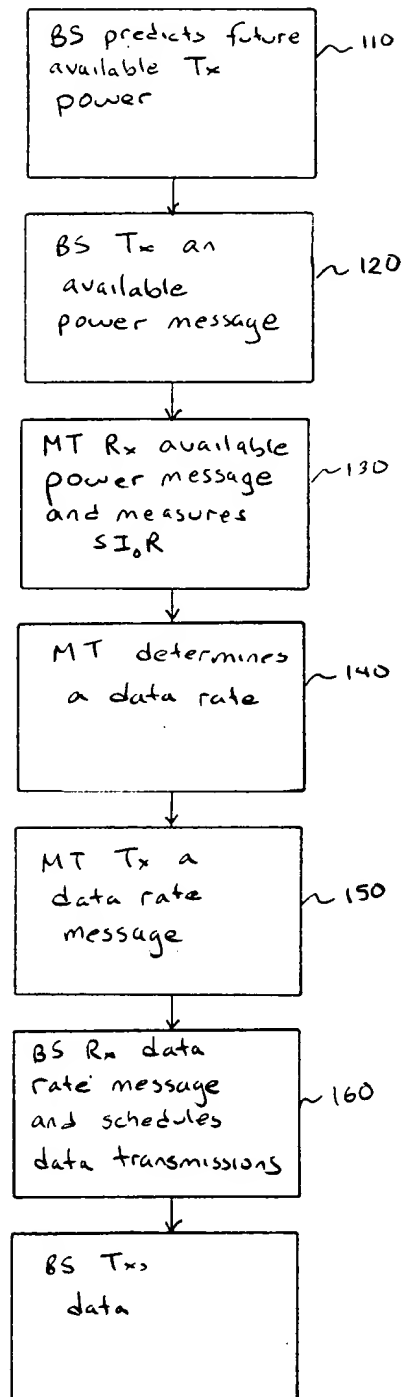 BS predicts future
available Tx
power
110
BS Tx an
available
power message
120
MT Rx available
power message
and measures
SI₀R
130
MT determines
a data rate
140
MT Tx a
data rate
message
150
BS Rx data
rate message
and schedules
data transmissions
160
BS Txs
data